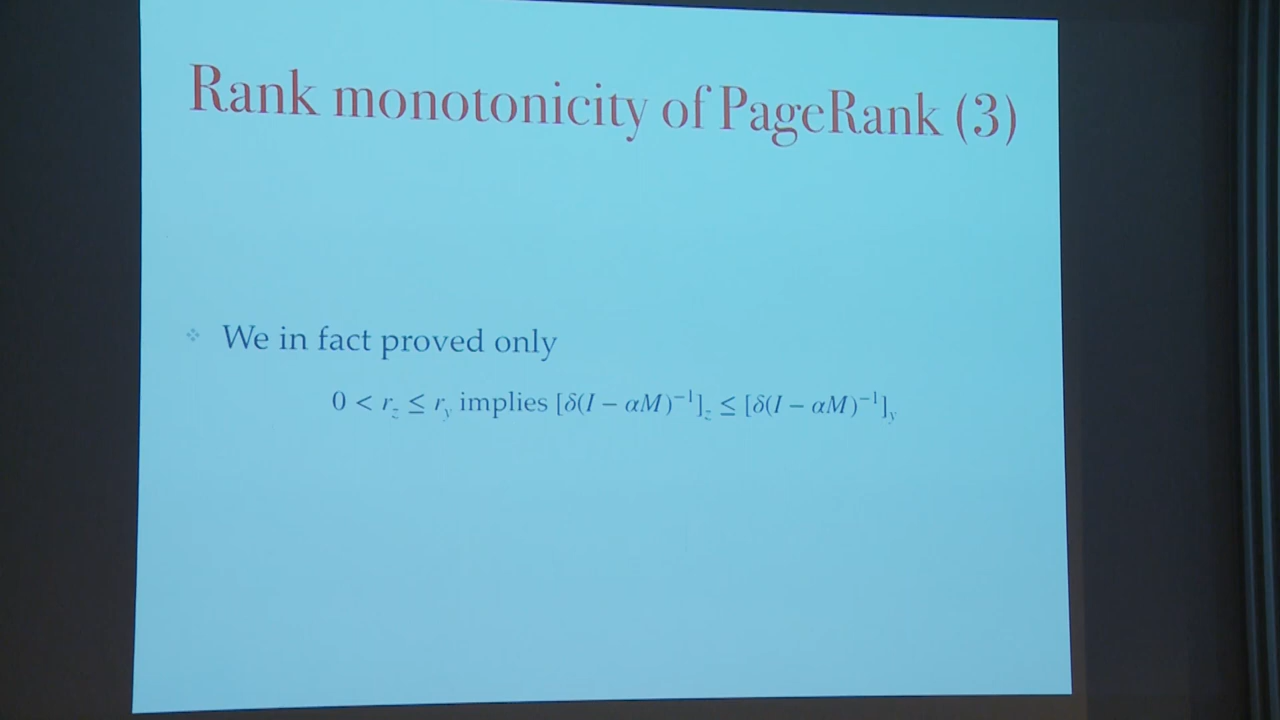 Rank monotonicity of PageRank (3)
❖ We in fact proved only
0 < r_z ≤ r_y implies [δ(I − αM)⁻¹]_z ≤ [δ(I − αM)⁻¹]_y